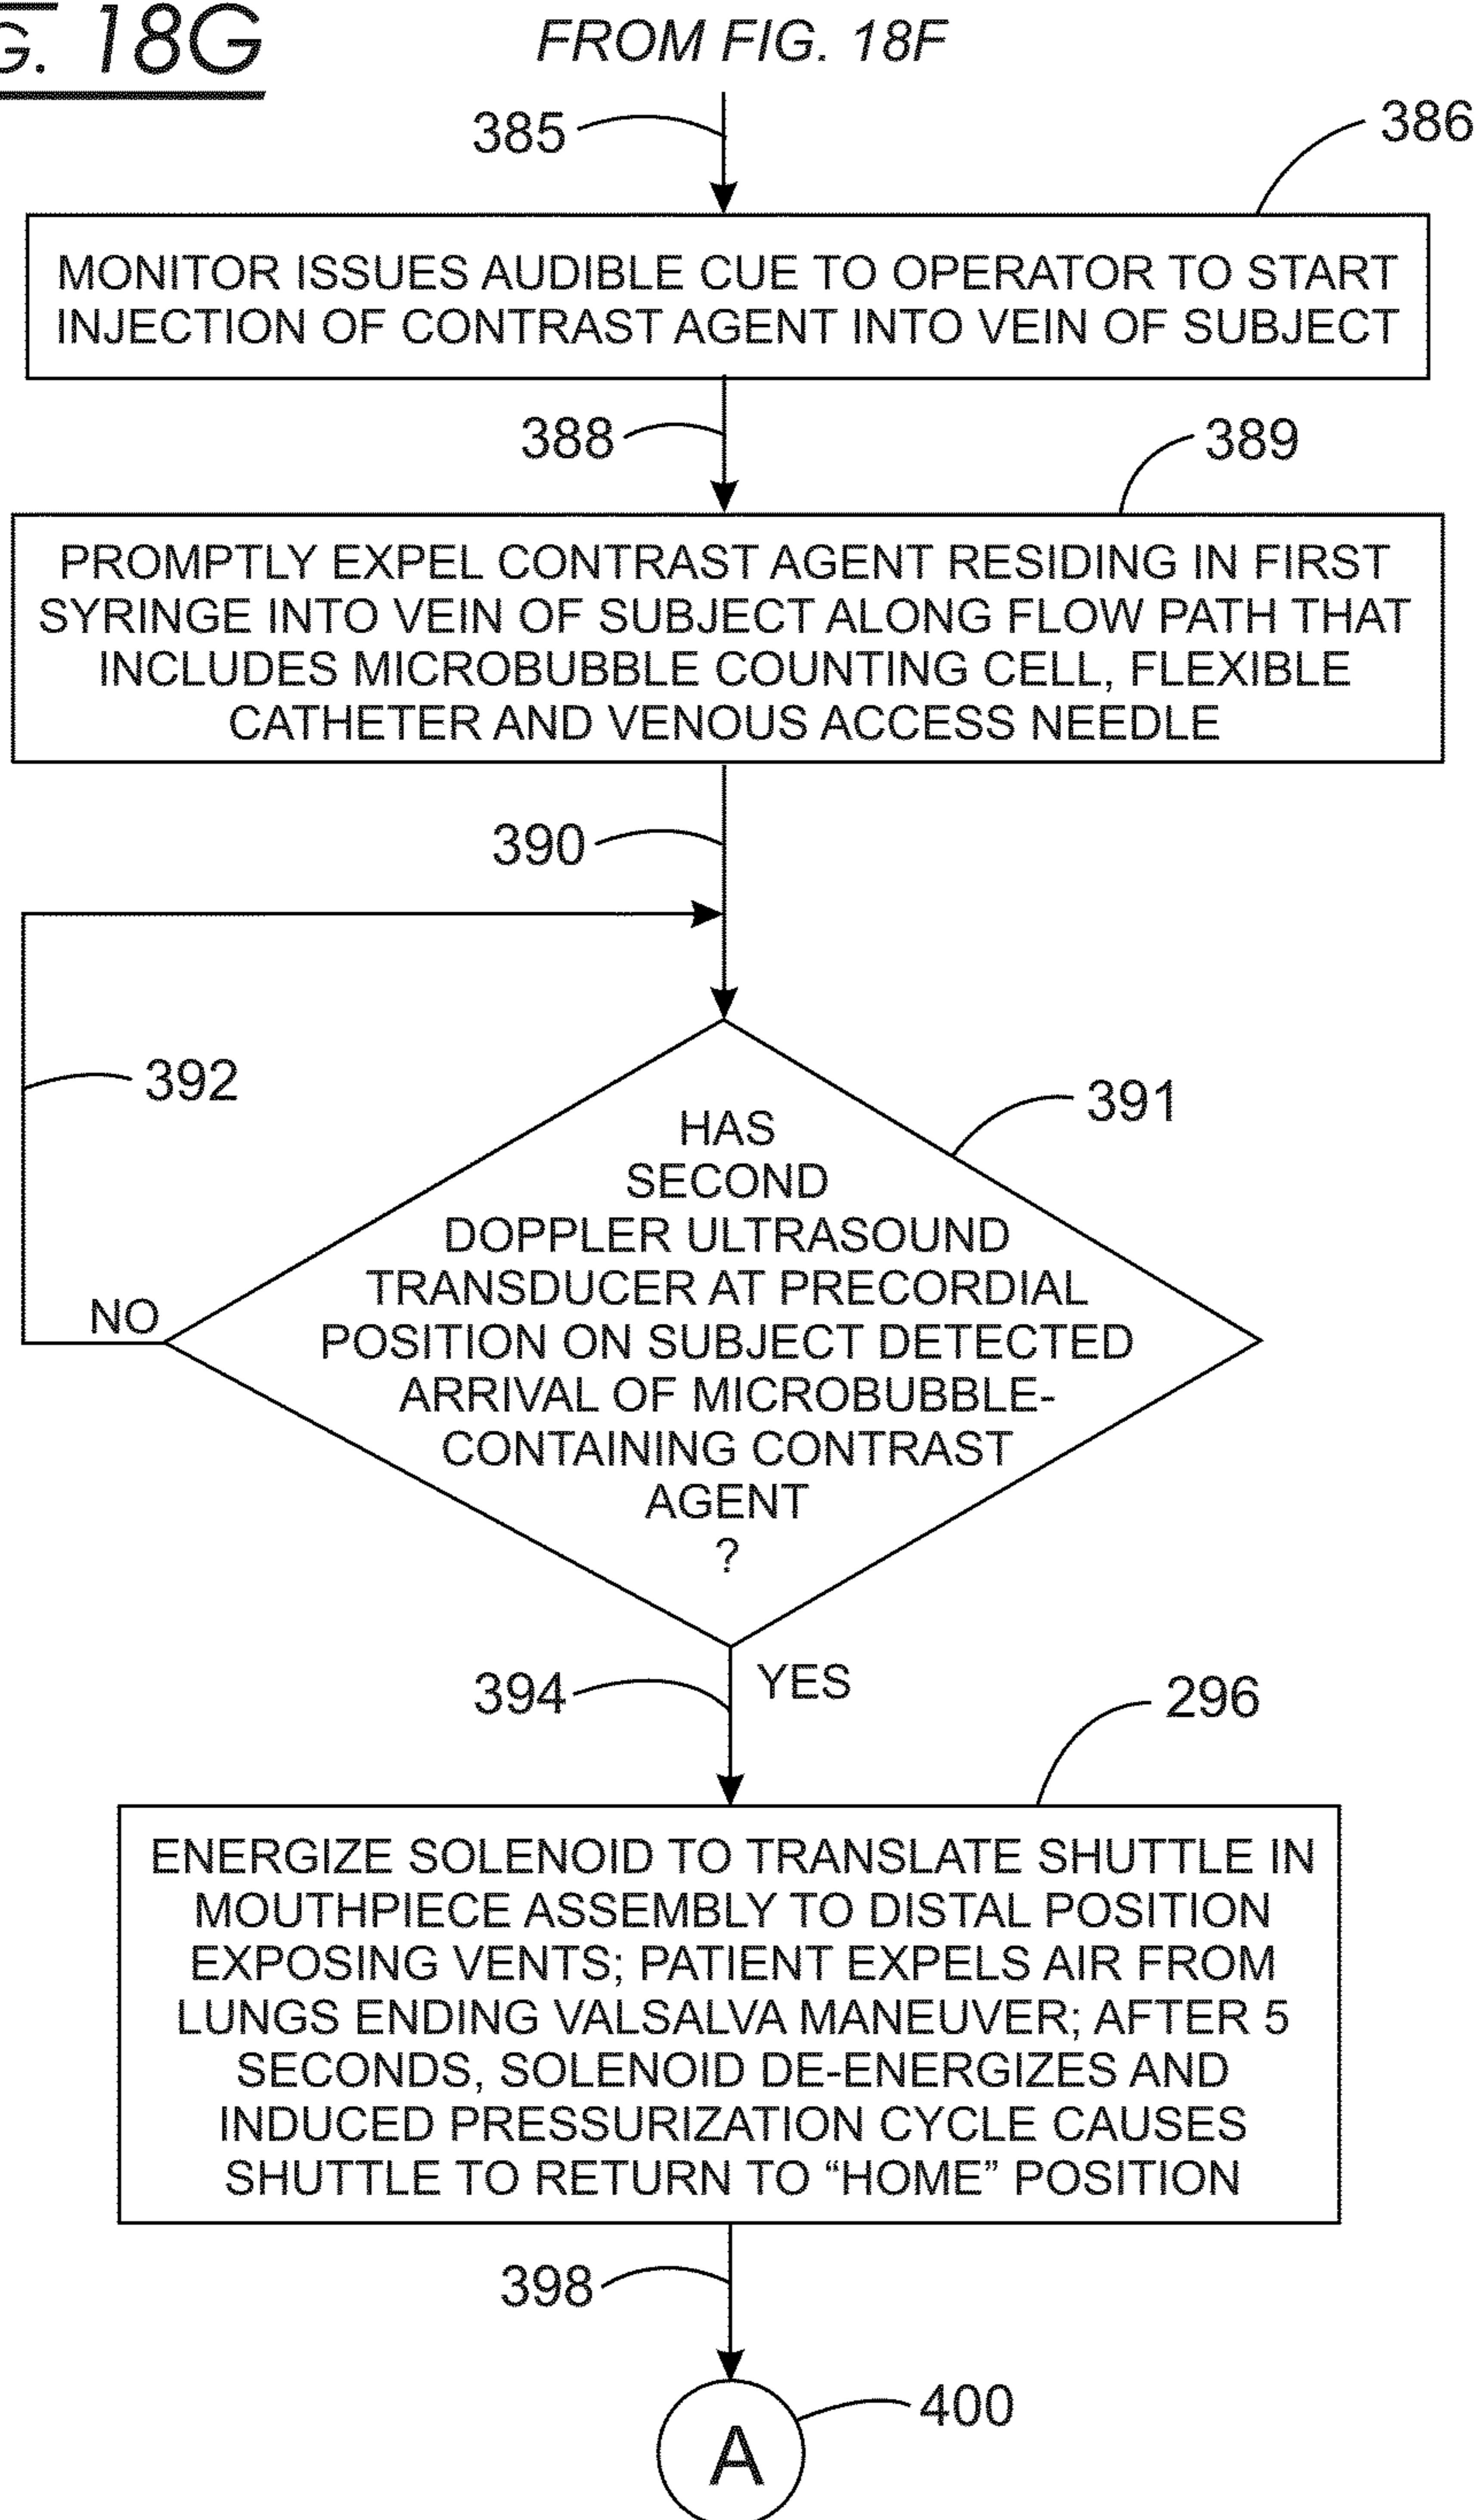 G. 18G
FROM FIG. 18F
385
386
MONITOR ISSUES AUDIBLE CUE TO OPERATOR TO START
INJECTION OF CONTRAST AGENT INTO VEIN OF SUBJECT
388
389
PROMPTLY EXPEL CONTRAST AGENT RESIDING IN FIRST
SYRINGE INTO VEIN OF SUBJECT ALONG FLOW PATH THAT
INCLUDES MICROBUBBLE COUNTING CELL, FLEXIBLE
CATHETER AND VENOUS ACCESS NEEDLE
390
392
391
HAS
SECOND
DOPPLER ULTRASOUND
TRANSDUCER AT PRECORDIAL
POSITION ON SUBJECT DETECTED
ARRIVAL OF MICROBUBBLE-
CONTAINING CONTRAST
AGENT
?
NO
YES
394
296
ENERGIZE SOLENOID TO TRANSLATE SHUTTLE IN
MOUTHPIECE ASSEMBLY TO DISTAL POSITION
EXPOSING VENTS; PATIENT EXPELS AIR FROM
LUNGS ENDING VALSALVA MANEUVER; AFTER 5
SECONDS, SOLENOID DE-ENERGIZES AND
INDUCED PRESSURIZATION CYCLE CAUSES
SHUTTLE TO RETURN TO “HOME” POSITION
398
400
A